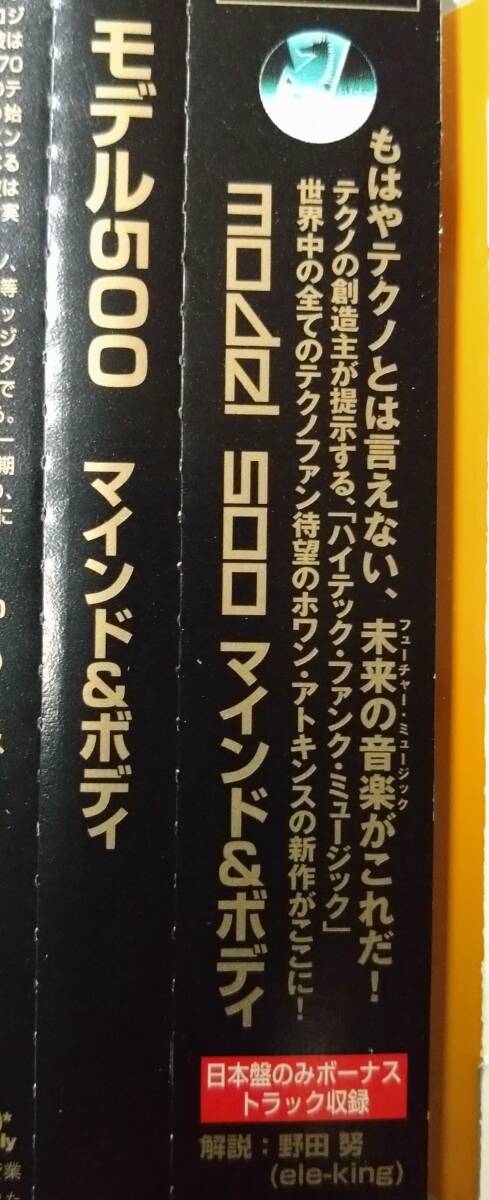 もはやテクノとは言えない、未来の音楽がこれだ！
フューチャー・ミュージック
テクノの創造主が提示する、「ハイテック・ファンク・ミュージック」
世界中の全てのテクノファン待望のホワン・アトキンスの新作がここに！
model 500 マインド&ボディ
日本盤のみボーナス
トラック収録
解説：野田 努
(ele-king)
モデル500 マインド&ボディ